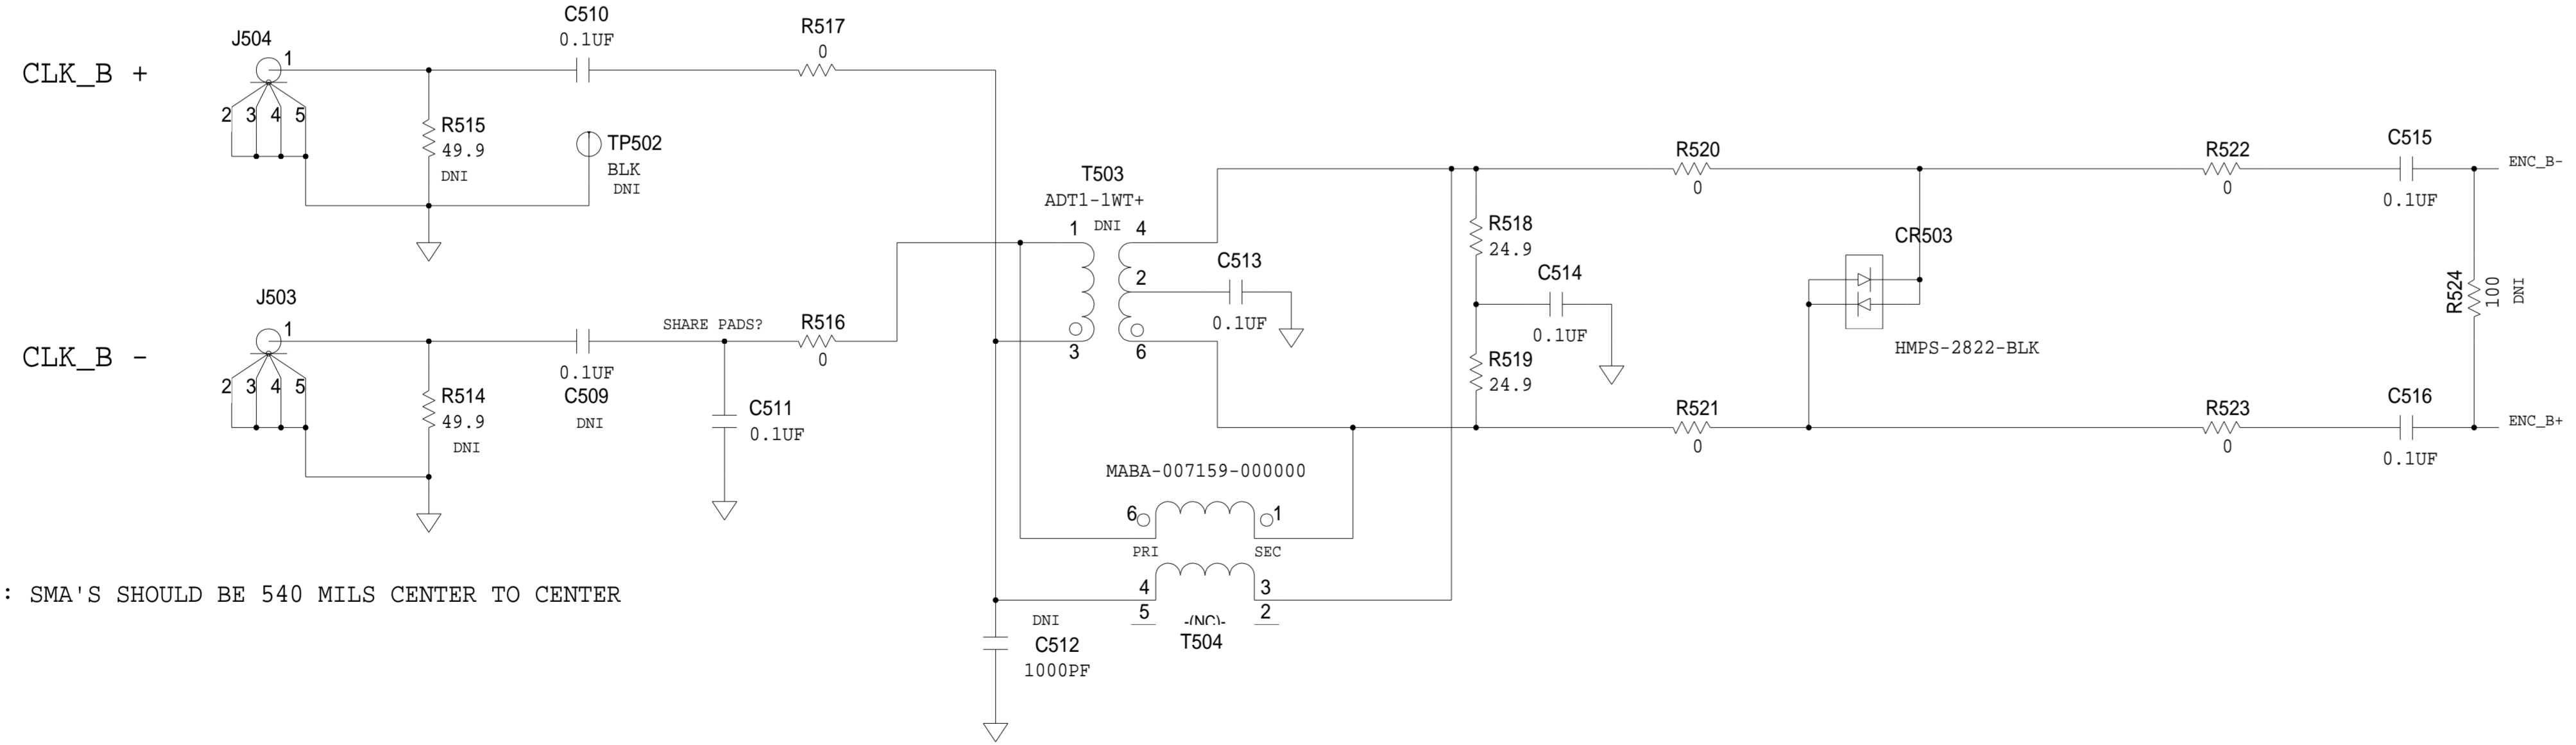 CLK_B +
J504
1
2 3 4 5
R515
49.9
DNI
C510
0.1UF
TP502
BLK
DNI
R517
0
CLK_B -
J503
1
2 3 4 5
R514
49.9
DNI
0.1UF
C509
DNI
SHARE PADS?
C511
0.1UF
R516
0
T503
ADT1-1WT+
DNI
1 4
2
3 6
C513
0.1UF
R518
24.9
C514
0.1UF
R519
24.9
R520
0
R521
0
CR503
HMPS-2822-BLK
R522
0
R523
0
C515
0.1UF
C516
0.1UF
R524
100
DNI
ENC_B-
ENC_B+
MABA-007159-000000
6 1
PRI SEC
4 3
5 2
-(NC)-
T504
DNI
C512
1000PF
: SMA'S SHOULD BE 540 MILS CENTER TO CENTER